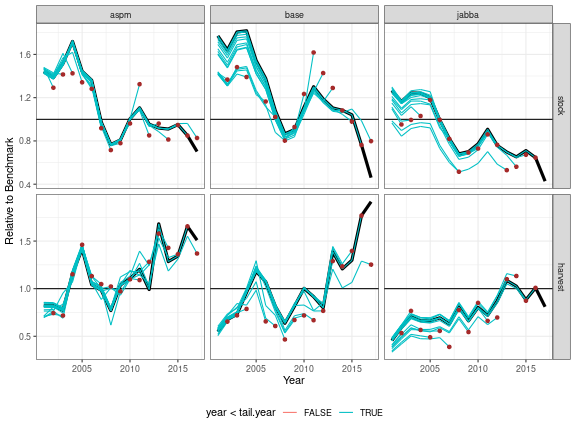 aspm base jabba
1.6
1.2
0.8
0.4
stock
Relative to Benchmark
1.5
1.0
0.5
harvest
2005 2010 2015 2005 2010 2015 2005 2010 2015
Year
year < tail.year FALSE TRUE